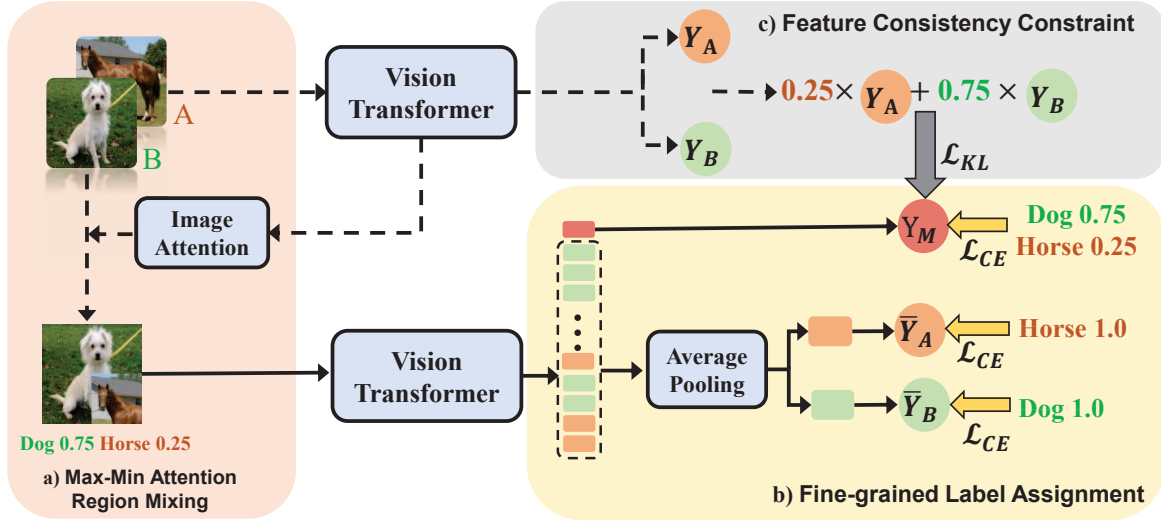 A
B
Vision
Transformer
Image
Attention
Dog 0.75 Horse 0.25
a) Max-Min Attention
Region Mixing
c) Feature Consistency Constraint
Y_A
Y_B
0.25 × Y_A + 0.75 × Y_B
ℒ_KL
Vision
Transformer
Y_M
Dog 0.75
Horse 0.25
ℒ_CE
Average
Pooling
Ȳ_A
Horse 1.0
ℒ_CE
Ȳ_B
Dog 1.0
ℒ_CE
b) Fine-grained Label Assignment